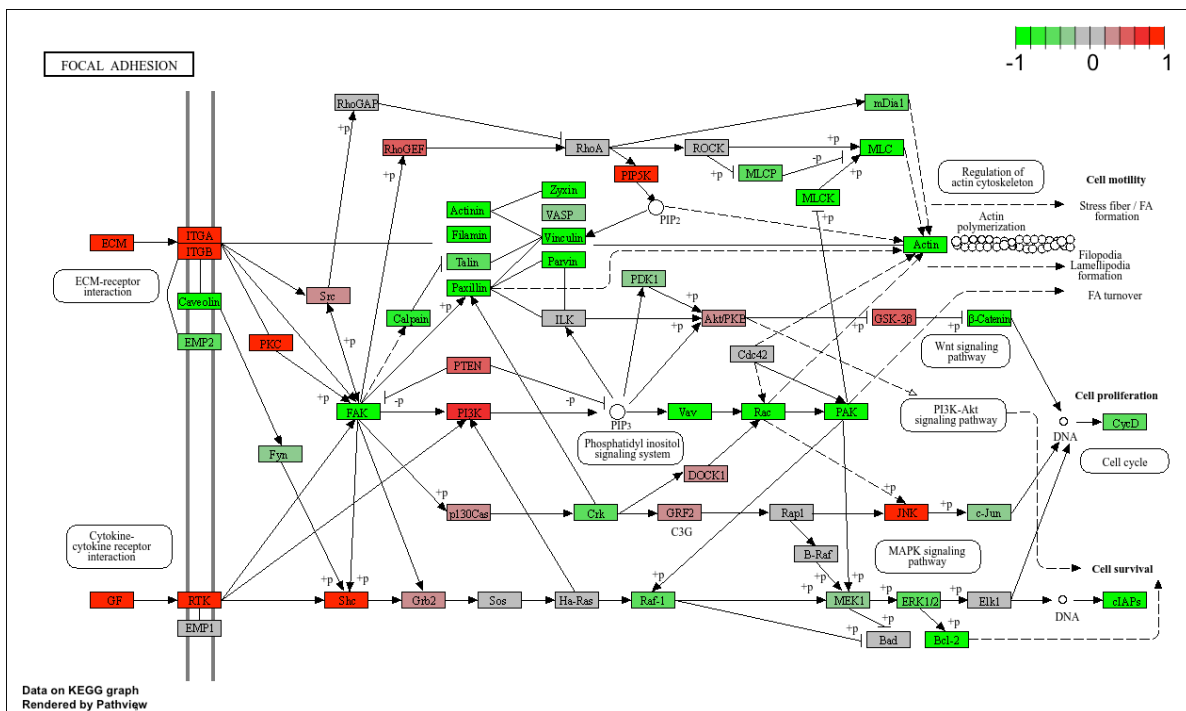 -1
0
1
FOCAL ADHESION
RhoGAP
mDia1
+p
RhoGEF
RhoA
ROCK
+p
MLC
-p
+p
PIP5K
+p
MLCP
+p
Regulation of
actin cytoskeleton
Cell motility
Zyxin
MLCK
Actinin
VASP
PIP2
+p
Stress fiber / FA
formation
ECM
ITGA
ITGB
Filamin
Vinculin
Actin
Actin
polymerization
Talin
Parvin
Filopodia
Lamellipodia
formation
ECM-receptor
interaction
Caveolin
Src
Paxillin
PDK1
FA turnover
Calpain
ILK
+p
+p
Akt/PKB
GSK-3β
β-Catenin
+p
+p
+p
EMP2
PKC
Cdc42
Wnt signaling
pathway
PTEN
+p
-p
-p
FAK
PI3K
PIP3
Vav
Rac
PAK
PI3K-Akt
signaling pathway
Cell proliferation
DNA
CycD
Fyn
Phosphatidyl inositol
signaling system
Cell cycle
DOCK1
+p
p130Cas
Crk
GRF2
C3G
Rap1
+p
JNK
+p
c-Jun
Cytokine-
cytokine receptor
interaction
B-Raf
MAPK signaling
pathway
Cell survival
+p
+p
+p
+p
+p
+p
+p
+p
GF
RTK
Shc
Grb2
Sos
Ha-Ras
Raf-1
MEK1
ERK1/2
Elk1
DNA
cIAPs
EMP1
+p
+p
Bad
+p
Bcl-2
Data on KEGG graph
Rendered by Pathview